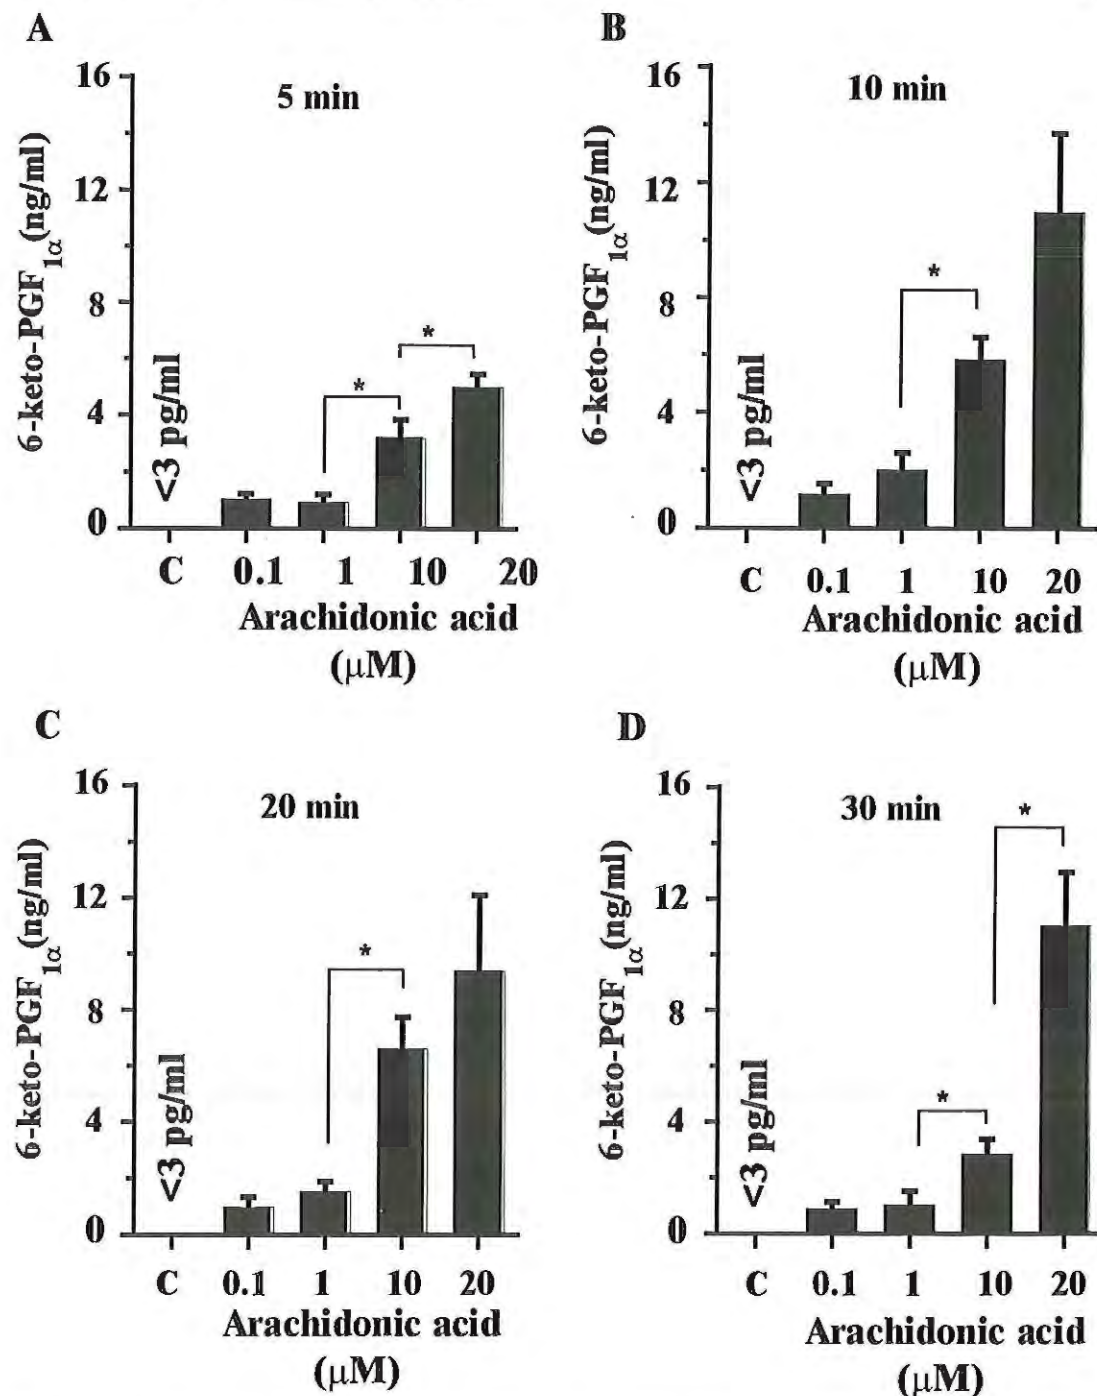 A
5 min
6-keto-PGF1α(ng/ml)
16
12
8
4
0
<3 pg/ml
*
*
C 0.1 1 10 20
Arachidonic acid
(μM)
B
10 min
6-keto-PGF1α(ng/ml)
16
12
8
4
0
<3 pg/ml
*
C 0.1 1 10 20
Arachidonic acid
(μM)
C
20 min
6-keto-PGF1α(ng/ml)
16
12
8
4
0
<3 pg/ml
*
C 0.1 1 10 20
Arachidonic acid
(μM)
D
30 min
6-keto-PGF1α(ng/ml)
16
12
8
4
0
<3 pg/ml
*
*
C 0.1 1 10 20
Arachidonic acid
(μM)